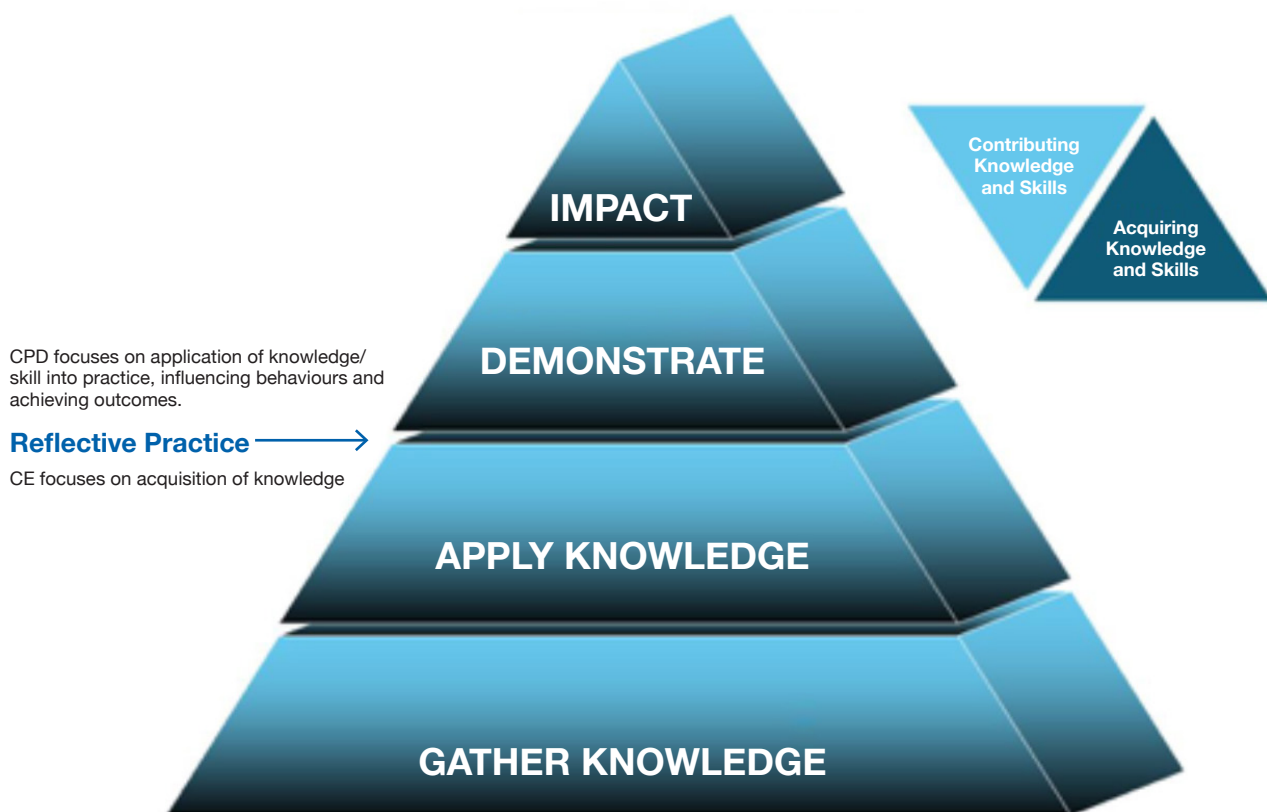 IMPACT
Contributing
Knowledge
and Skills
Acquiring
Knowledge
and Skills
DEMONSTRATE
CPD focuses on application of knowledge/
skill into practice, influencing behaviours and
achieving outcomes.
Reflective Practice
CE focuses on acquisition of knowledge
APPLY KNOWLEDGE
GATHER KNOWLEDGE